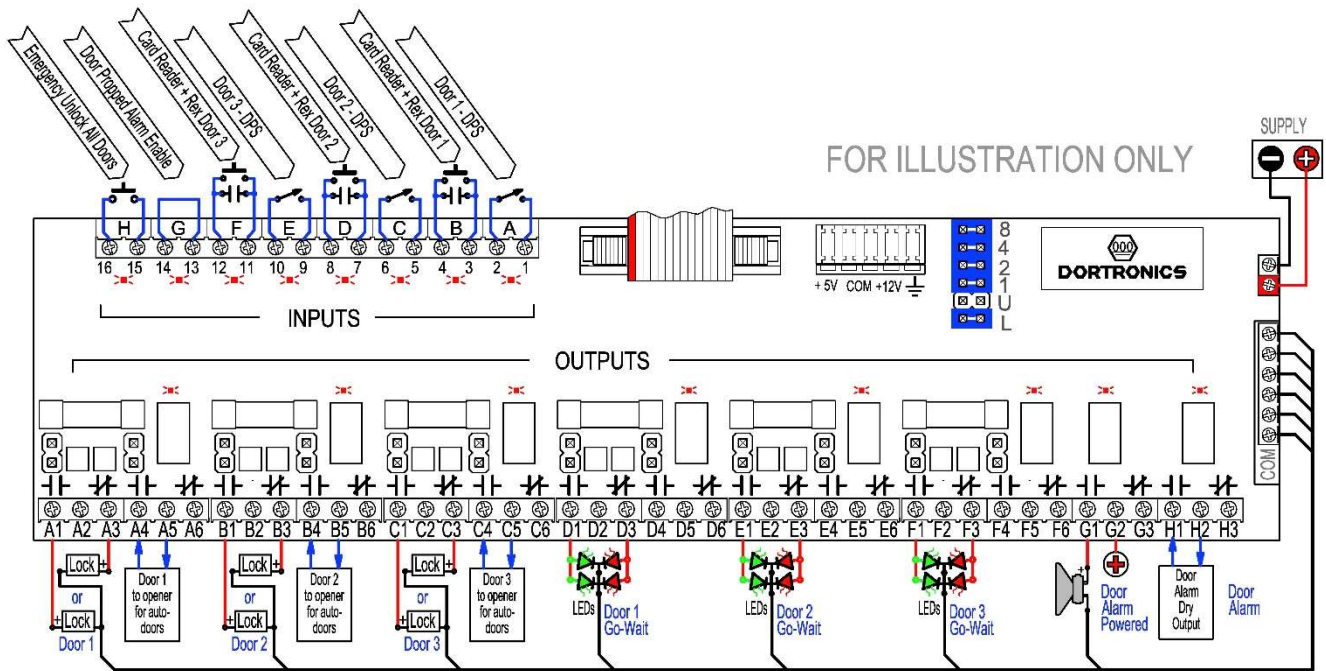 Emergency Unlock All Doors
Door Propped Alarm Enable
Card Reader + Rex Door 3
Door 3 - DPS
Card Reader + Rex Door 2
Door 2 - DPS
Card Reader + Rex Door 1
Door 1 - DPS
FOR ILLUSTRATION ONLY
SUPPLY
H G F E D C B A
16 15 14 13 12 11 10 9 8 7 6 5 4 3 2 1
INPUTS
+ 5V COM +12V
8
4
2
1
U
L
000
DORTRONICS
OUTPUTS
COM
A1 A2 A3 A4 A5 A6 B1 B2 B3 B4 B5 B6 C1 C2 C3 C4 C5 C6 D1 D2 D3 D4 D5 D6 E1 E2 E3 E4 E5 E6 F1 F2 F3 F4 F5 F6 G1 G2 G3 H1 H2 H3
Lock +
or
+ Lock
Door 1
Door 1
to opener
for auto-
doors
Lock +
or
+ Lock
Door 2
Door 2
to opener
for auto-
doors
Lock +
or
+ Lock
Door 3
Door 3
to opener
for auto-
doors
LEDs
Door 1
Go-Wait
LEDs
Door 2
Go-Wait
LEDs
Door 3
Go-Wait
+
Door
Alarm
Powered
Door
Alarm
Dry
Output
Door
Alarm